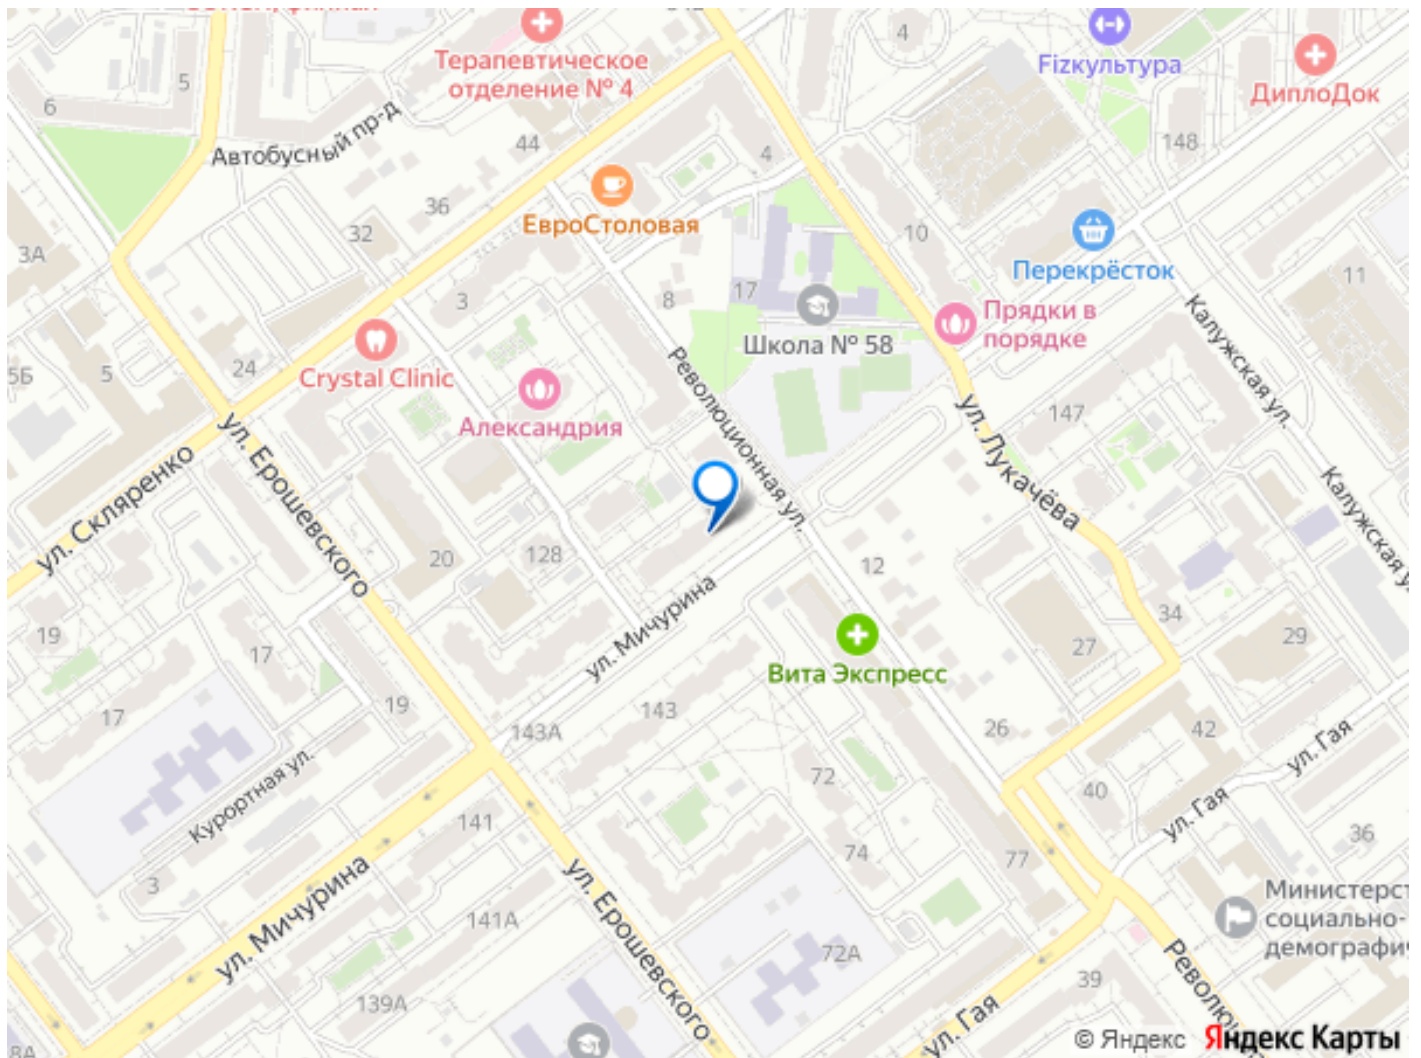 Терапевтическое
отделение № 4
4
Fizкультура
ДиплоДок
5
6
Автобусный пр-д
44
4
148
ЕвроСтоловая
36
32
10
3А
Перекрёсток
11
3
8
17
Прядки в
порядке
Школа № 58
Калужская ул.
5Б
5
24
Crystal Clinic
Революционная ул.
Александрия
147
ул. Лукачёва
ул. Скляренко
ул. Ерошевского
Калужская ул.
20
128
12
19
17
ул. Мичурина
34
29
27
Вита Экспресс
17
19
143А
143
26
42
ул. Гая
Курортная ул.
72
40
ул. Гая
141
74
77
36
3
ул. Мичурина
ул. Ерошевского
141А
72А
социально-
39
139А
ул. Гая
8А
© Яндекс Яндекс Карты